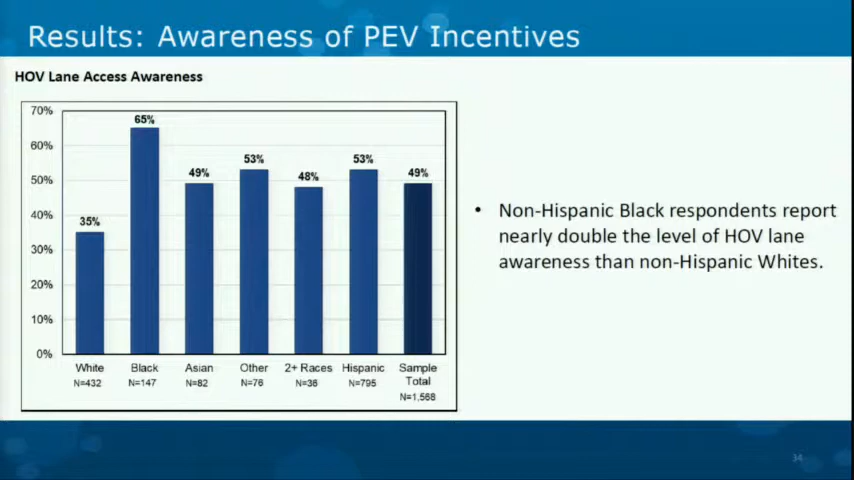 Results: Awareness of PEV Incentives
HOV Lane Access Awareness
70%
60%
50%
40%
30%
20%
10%
0%
35%
65%
49%
53%
48%
53%
49%
White
N=432
Black
N=147
Asian
N=82
Other
N=76
2+ Races
N=36
Hispanic
N=795
Sample
Total
N=1,568
• Non-Hispanic Black respondents report
nearly double the level of HOV lane
awareness than non-Hispanic Whites.
34